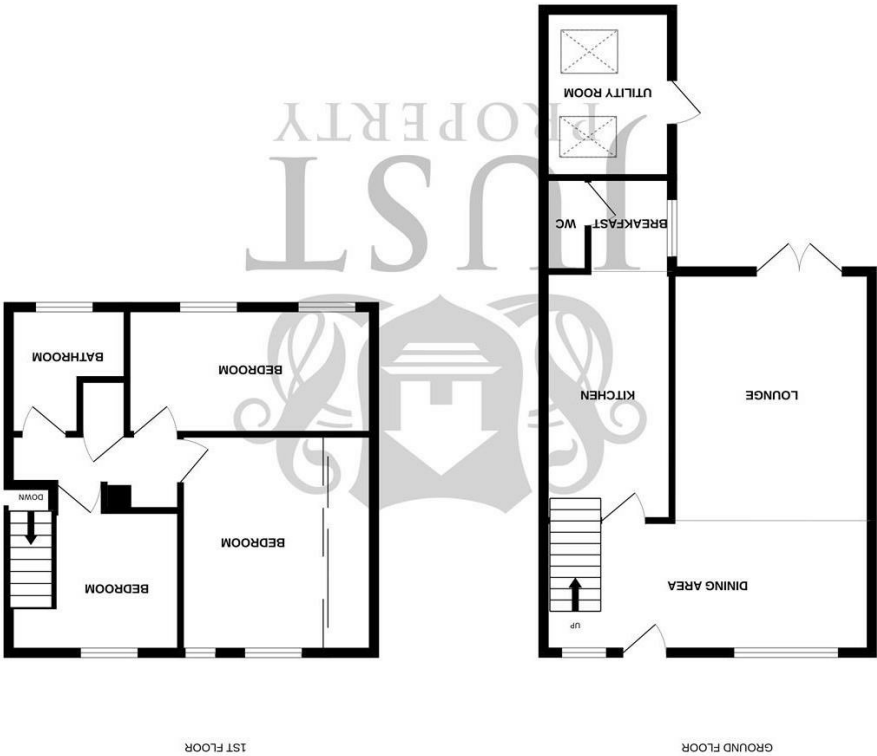 GROUND FLOOR
UP
DINING AREA
LOUNGE
KITCHEN
BREAKFAST
WC
UTILITY ROOM
1ST FLOOR
BEDROOM
BEDROOM
DOWN
BEDROOM
BATHROOM
JUST
PROPERTY